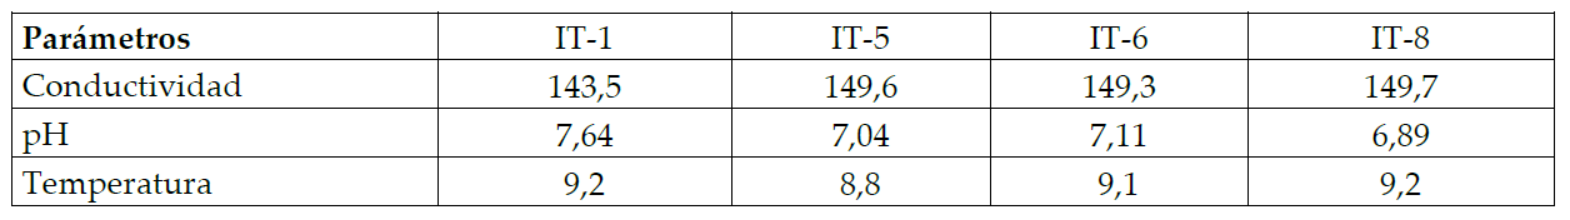 Parámetros IT-1 IT-5 IT-6 IT-8
Conductividad 143,5 149,6 149,3 149,7
pH 7,64 7,04 7,11 6,89
Temperatura 9,2 8,8 9,1 9,2